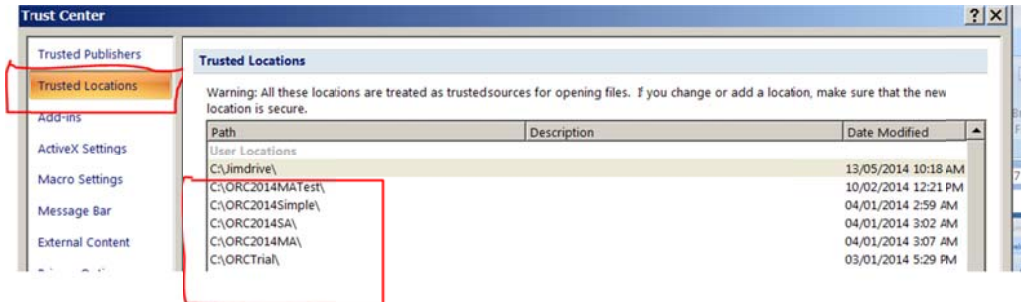 Trust Center
Trusted Publishers
Trusted Locations
Add-ins
ActiveX Settings
Macro Settings
Message Bar
External Content
Trusted Locations
Warning: All these locations are treated as trustedsources for opening files. If you change or add a location, make sure that the new
location is secure.
Path Description Date Modified
User Locations
C:\Jimdrive\ 13/05/2014 10:18 AM
C:\ORC2014MATest\ 10/02/2014 12:21 PM
C:\ORC2014Simple\ 04/01/2014 2:59 AM
C:\ORC2014SA\ 04/01/2014 3:02 AM
C:\ORC2014MA\ 04/01/2014 3:07 AM
C:\ORCTrial\ 03/01/2014 5:29 PM